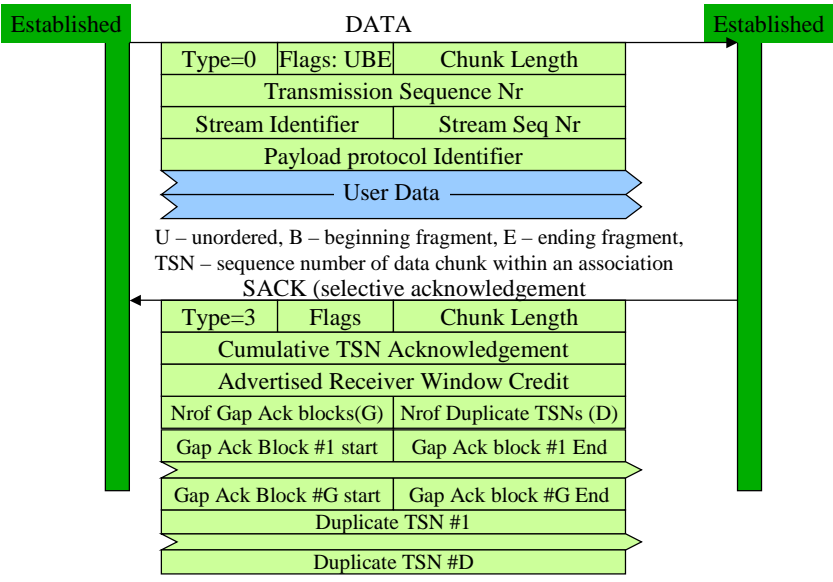 Established DATA Established
Type=0 Flags: UBE Chunk Length
Transmission Sequence Nr
Stream Identifier Stream Seq Nr
Payload protocol Identifier
User Data
U – unordered, B – beginning fragment, E – ending fragment,
TSN – sequence number of data chunk within an association
SACK (selective acknowledgement
Type=3 Flags Chunk Length
Cumulative TSN Acknowledgement
Advertised Receiver Window Credit
Nrof Gap Ack blocks(G) Nrof Duplicate TSNs (D)
Gap Ack Block #1 start Gap Ack block #1 End
Gap Ack Block #G start Gap Ack block #G End
Duplicate TSN #1
Duplicate TSN #D